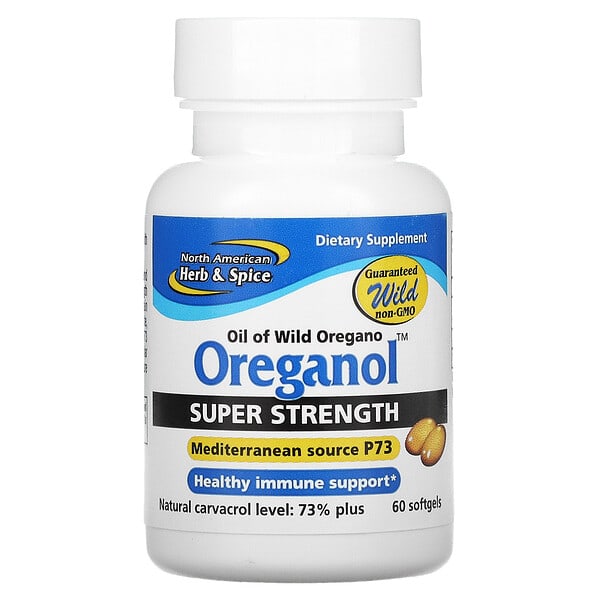 North American
Herb & Spice
Dietary Supplement
Guaranteed
Wild
non-GMO
Oil of Wild Oregano
Oreganol™
SUPER STRENGTH
Mediterranean source P73
Healthy immune support*
Natural carvacrol level: 73% plus
60 softgels